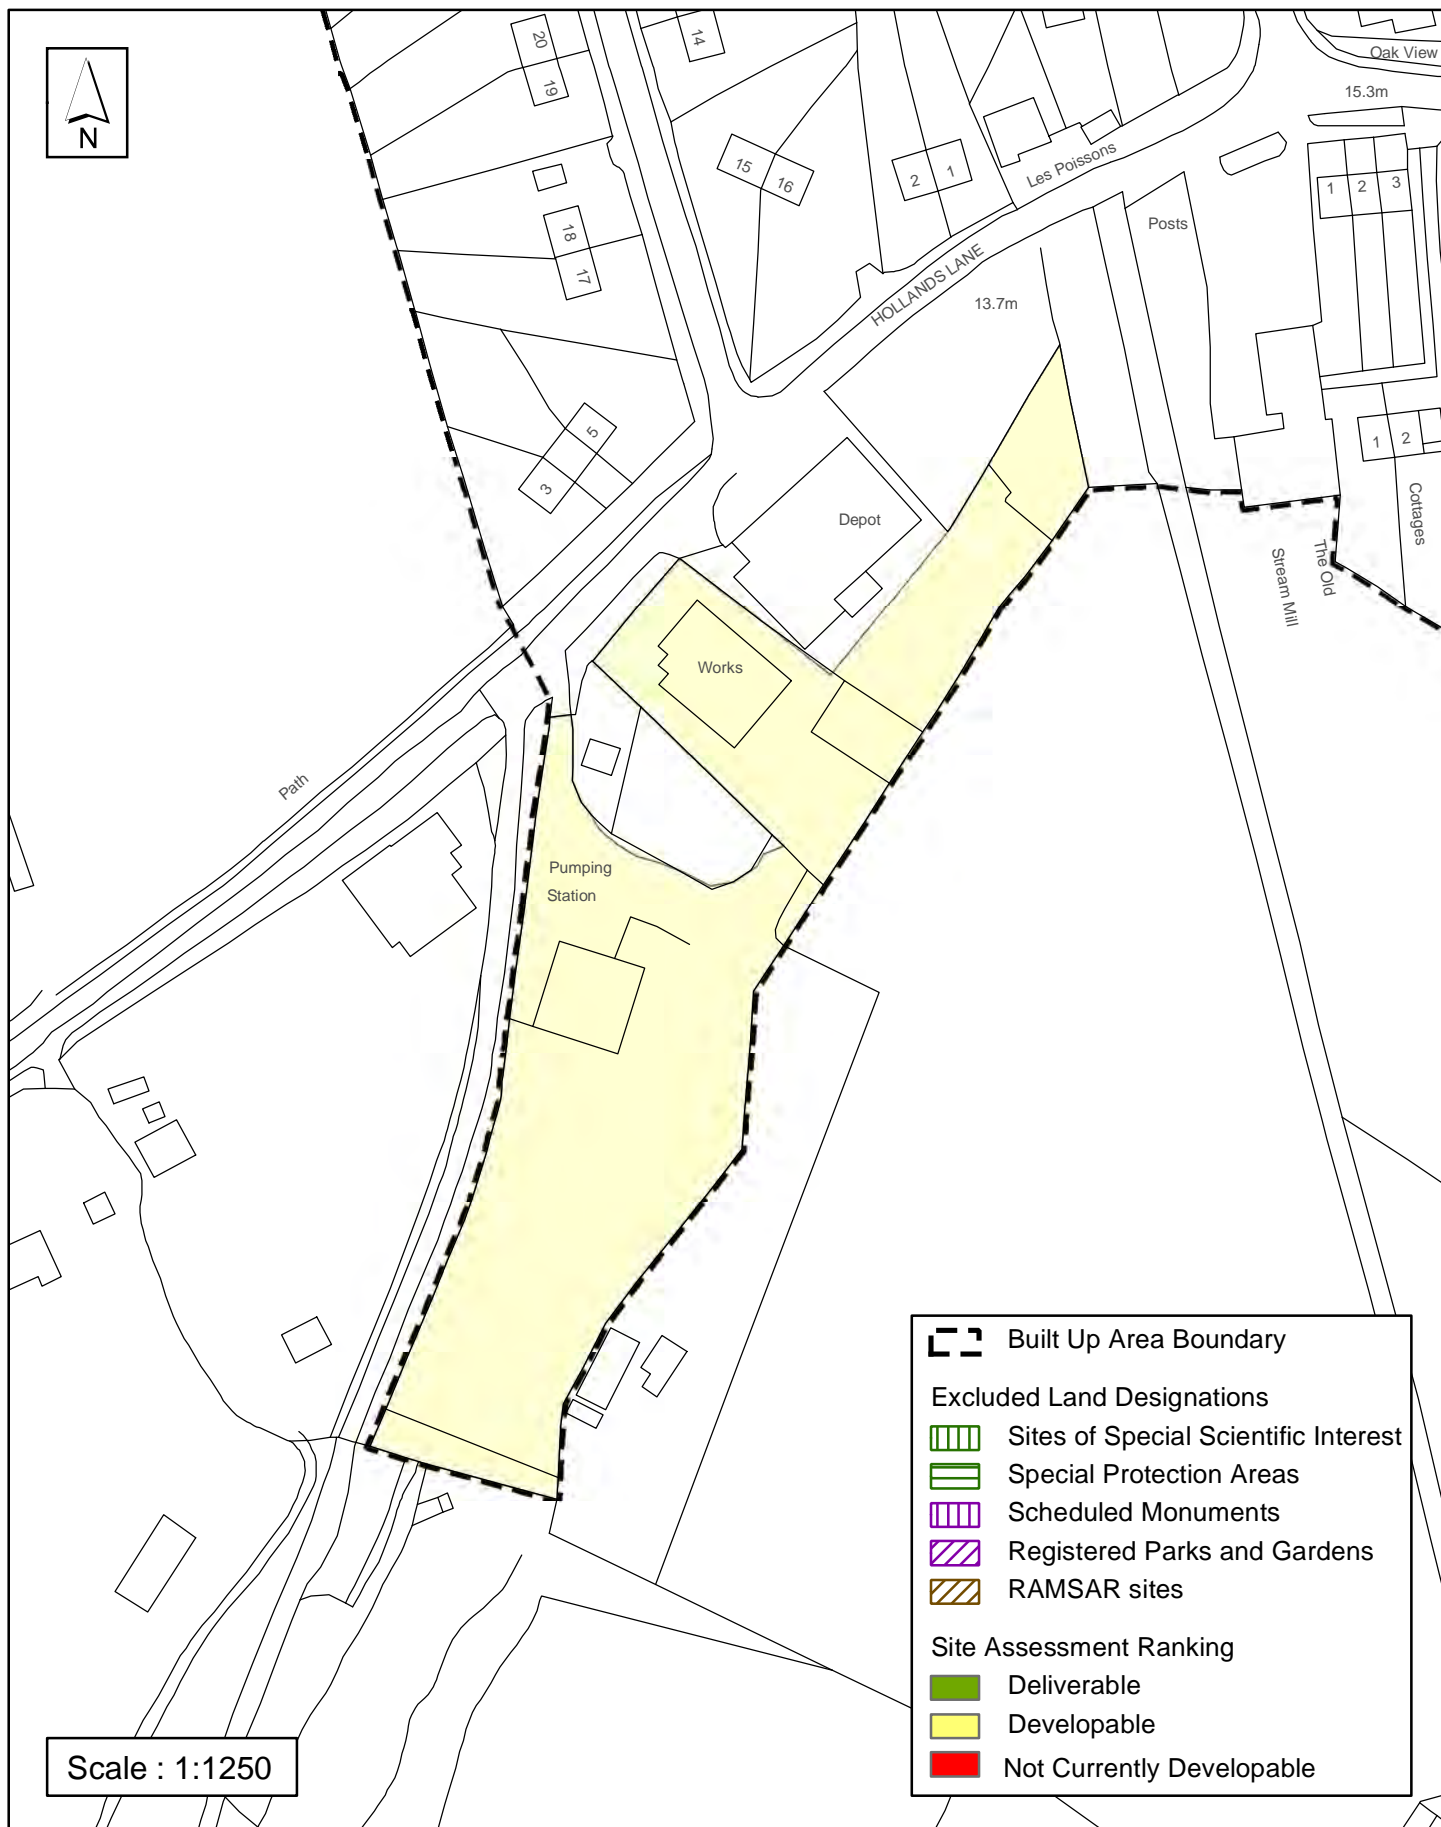 N
20
19
14
Oak View
15.3m
15
16
2
1
Les Poissons
1
2
3
18
17
Posts
HOLLANDS LANE
13.7m
5
3
1
2
Depot
Cottages
The Old
Stream Mill
Works
Path
Pumping
Station
Built Up Area Boundary
Excluded Land Designations
Sites of Special Scientific Interest
Special Protection Areas
Scheduled Monuments
Registered Parks and Gardens
RAMSAR sites
Site Assessment Ranking
Deliverable
Developable
Not Currently Developable
Scale : 1:1250